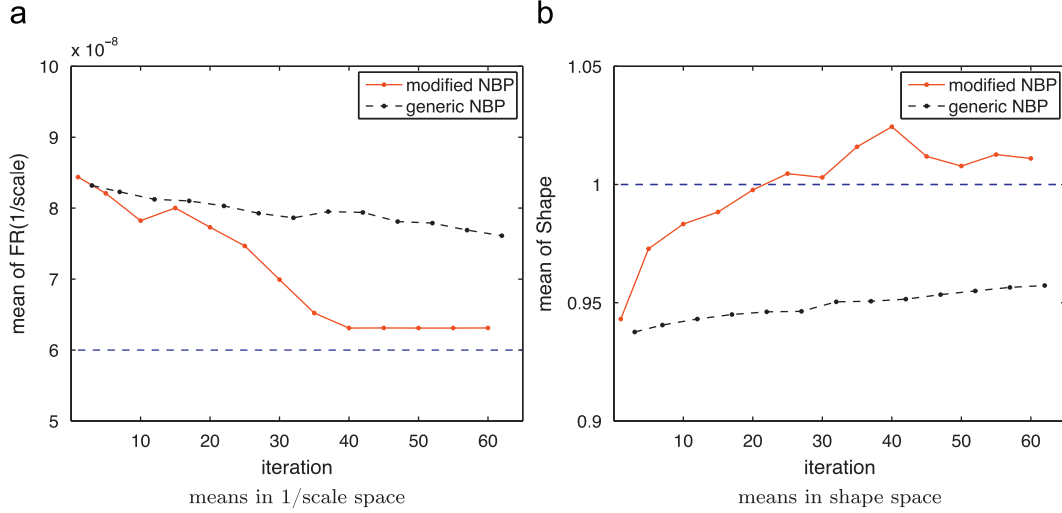 a
x 10⁻⁸
10
9
8
7
6
5
mean of FR(1/scale)
modified NBP
generic NBP
10 20 30 40 50 60
iteration
means in 1/scale space
b
1.05
1
0.95
0.9
mean of Shape
modified NBP
generic NBP
10 20 30 40 50 60
iteration
means in shape space